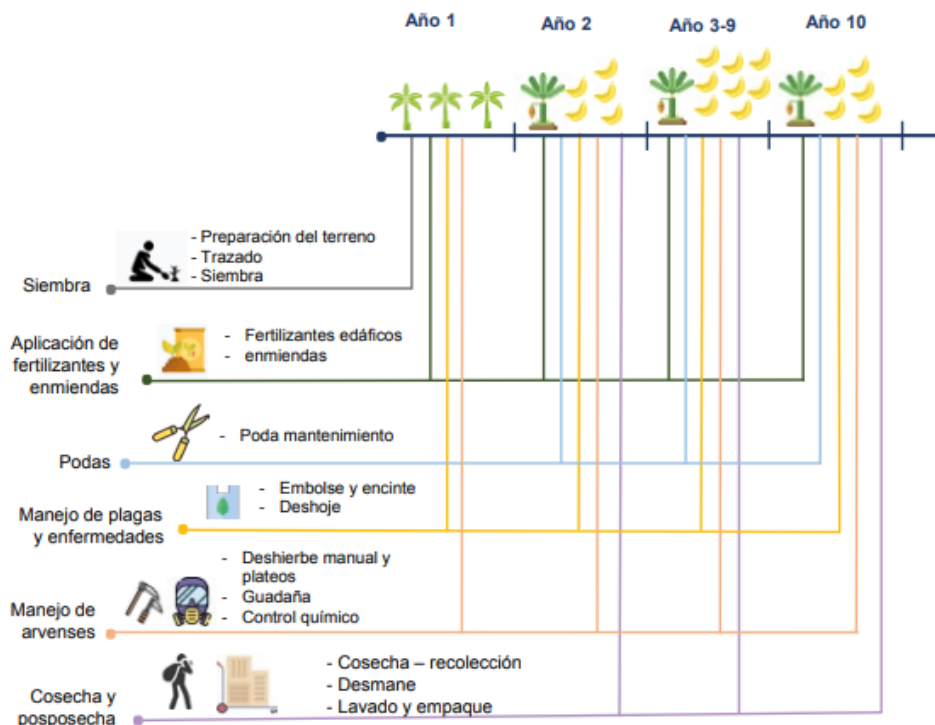 Año 1
Año 2
Año 3-9
Año 10
- Preparación del terreno
- Trazado
- Siembra
Siembra
Aplicación de
fertilizantes y
enmiendas
- Fertilizantes edáficos
- enmiendas
- Poda mantenimiento
Podas
- Embolse y encinte
- Deshoje
Manejo de plagas
y enfermedades
- Deshierbe manual y
plateos
- Guadaña
- Control químico
Manejo de
arvenses
- Cosecha – recolección
- Desmane
- Lavado y empaque
Cosecha y
posposecha